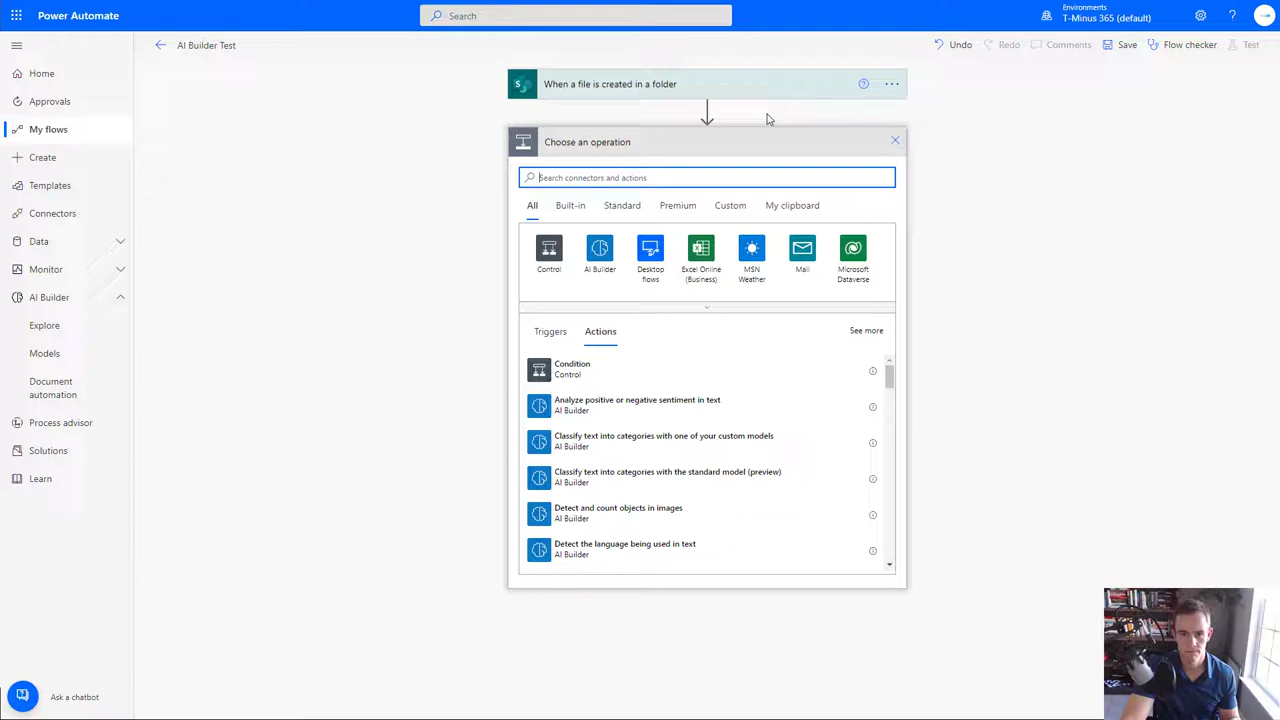 Power Automate
Search
Environments
T-Minus 365 (default)
AI Builder Test
Undo
Redo
Comments
Save
Flow checker
Test
Home
Approvals
My flows
Create
Templates
Connectors
Data
Monitor
AI Builder
Explore
Models
Document
automation
Process advisor
Solutions
Learn
Ask a chatbot
When a file is created in a folder
Choose an operation
Search connectors and actions
All
Built-in
Standard
Premium
Custom
My clipboard
Control
AI Builder
Desktop
flows
Excel Online
(Business)
MSN
Weather
Mail
Microsoft
Dataverse
Triggers
Actions
See more
Condition
Control
Analyze positive or negative sentiment in text
AI Builder
Classify text into categories with one of your custom models
AI Builder
Classify text into categories with the standard model (preview)
AI Builder
Detect and count objects in images
AI Builder
Detect the language being used in text
AI Builder